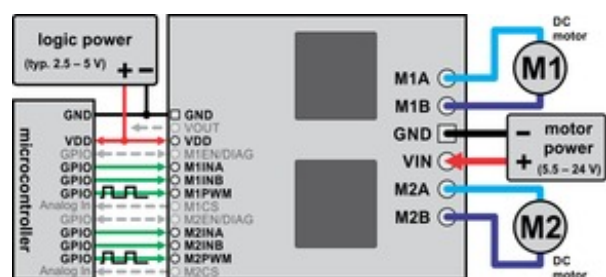 logic power
(typ. 2.5 – 5 V)
+ −
microcontroller
GND
VDD
GPIO
GPIO
GPIO
GPIO
Analog In
GPIO
GPIO
GPIO
GPIO
Analog In
GND
VOUT
VDD
M1EN/DIAG
M1INA
M1INB
M1PWM
M1CS
M2EN/DIAG
M2INA
M2INB
M2PWM
M2CS
M1A
M1B
GND
VIN
M2A
M2B
DC
motor
M1
− motor
power
+ (5.5 – 24 V)
M2
DC
motor